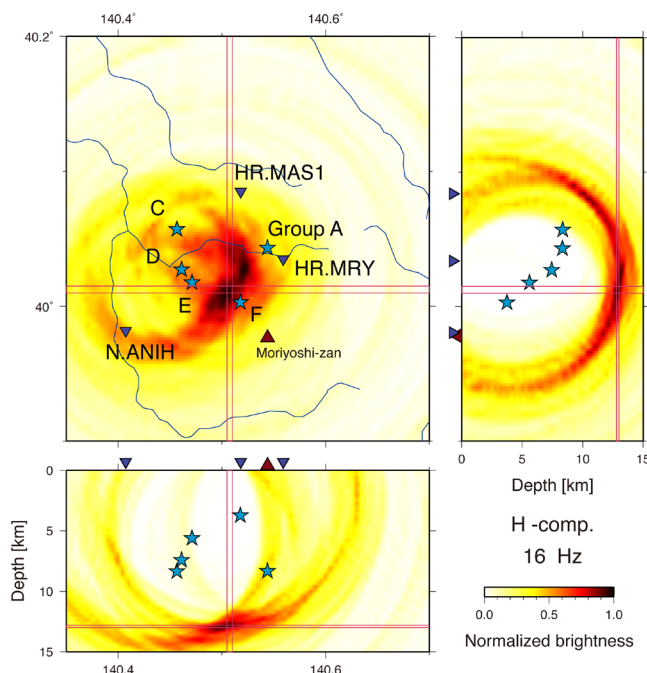 140.4° 140.6°
40.2°
HR.MAS1
C
Group A
D
HR.MRY
E
40°
F
N.ANIH
Moriyoshi-zan
0 5 10 15
Depth [km]
0
5
10
15
Depth [km]
140.4 140.6
H -comp.
16 Hz
0.0 0.5 1.0
Normalized brightness